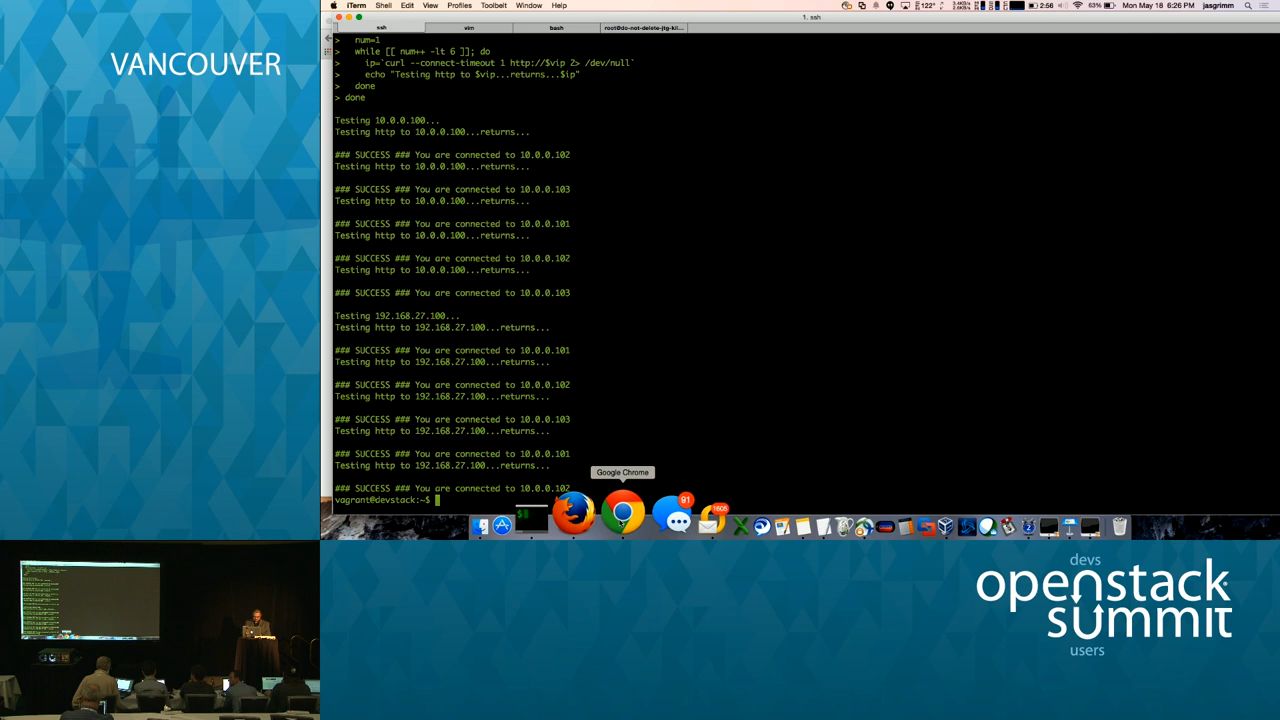 VANCOUVER
iTerm Shell Edit View Profiles Toolbelt Window Help
122° 2:56 63% Mon May 18 6:26 PM jasgrimm
1. ssh
ssh vim bash root@do-not-delete-jtg-kil...
> num=1
> while [[ num++ -lt 6 ]]; do
> ip=`curl --connect-timeout 1 http://$vip 2> /dev/null`
> echo "Testing http to $vip...returns...$ip"
> done
> done
Testing 10.0.0.100...
Testing http to 10.0.0.100...returns...
### SUCCESS ### You are connected to 10.0.0.102
Testing http to 10.0.0.100...returns...
### SUCCESS ### You are connected to 10.0.0.103
Testing http to 10.0.0.100...returns...
### SUCCESS ### You are connected to 10.0.0.101
Testing http to 10.0.0.100...returns...
### SUCCESS ### You are connected to 10.0.0.102
Testing http to 10.0.0.100...returns...
### SUCCESS ### You are connected to 10.0.0.103
Testing 192.168.27.100...
Testing http to 192.168.27.100...returns...
### SUCCESS ### You are connected to 10.0.0.101
Testing http to 192.168.27.100...returns...
### SUCCESS ### You are connected to 10.0.0.102
Testing http to 192.168.27.100...returns...
### SUCCESS ### You are connected to 10.0.0.103
Testing http to 192.168.27.100...returns...
### SUCCESS ### You are connected to 10.0.0.101
Testing http to 192.168.27.100...returns...
### SUCCESS ### You are connected to 10.0.0.102
vagrant@devstack:~$
Google Chrome
91
devs
openstack
summit
users